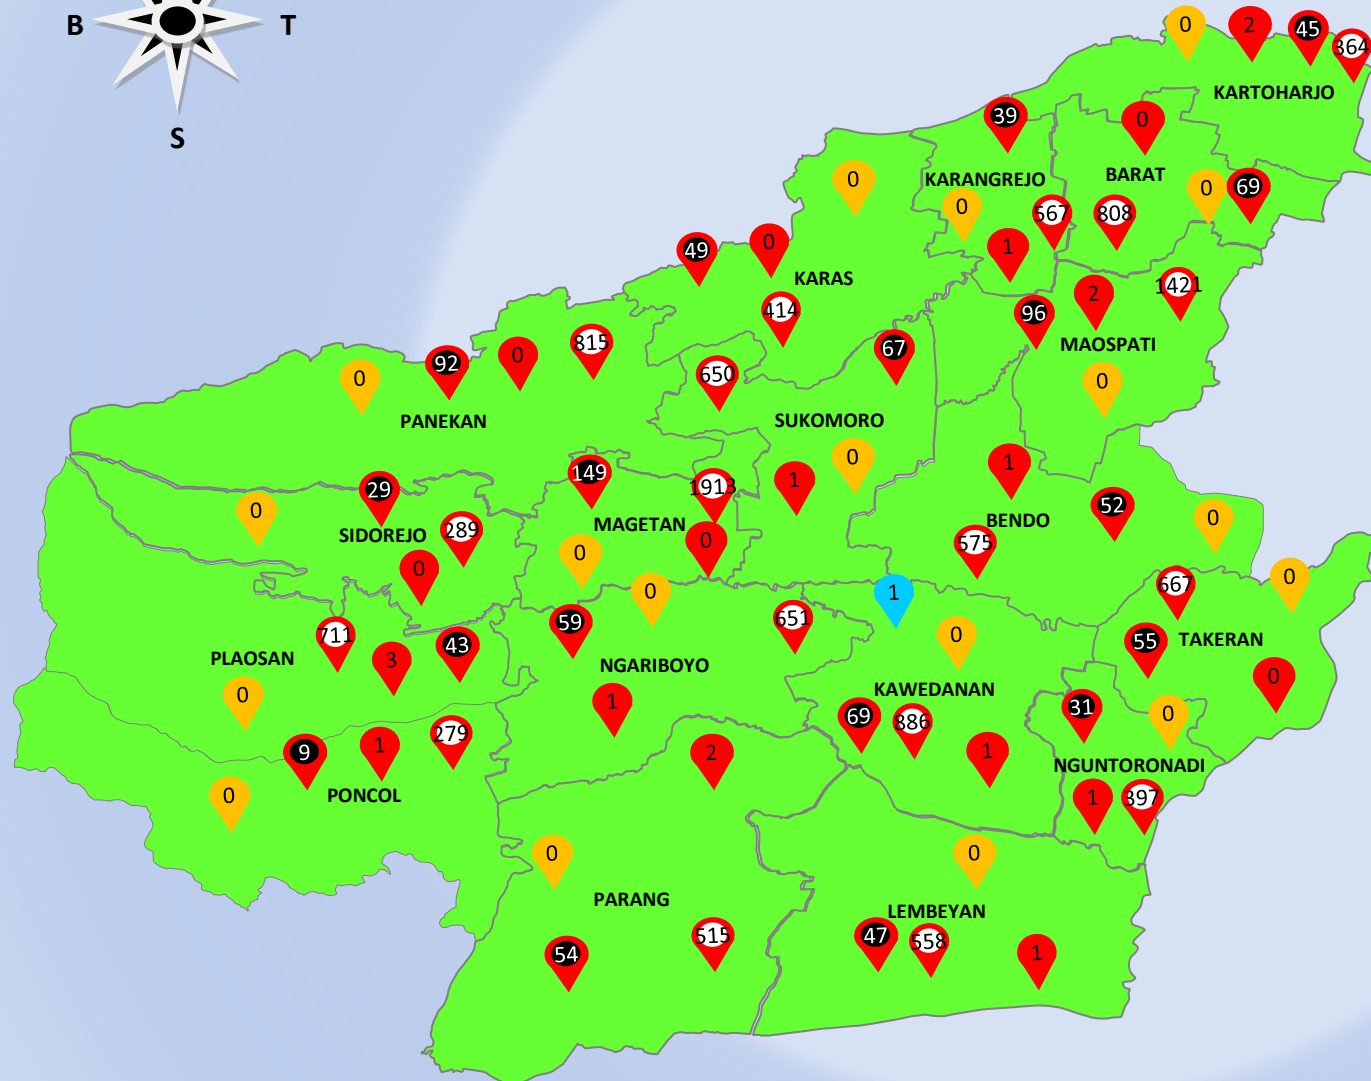 B T
S
0 2 45 364
KARTOHARJO
39 0
KARANGREJO BARAT
0 0 0 69
567 808
49 0 1
KARAS
1421
2
414 96
815 67 MAOSPATI
92 0
0 650 0
PANEKAN SUKOMORO
0 1
149
29 1913 1
0 52 0
SIDOREJO 289 MAGETAN BENDO
0 0 575
0
0 1 667 0
59 651
711 43 0 55 TAKERAN
PLAOSAN 3 NGARIBOYO
0 KAWEDANAN 0
1 69 886 31 0
279
9 1 2 1
NGUNTORONADI
0 PONCOL 1 397
0 0
PARANG LEMBEYAN
515 47 558
54 1